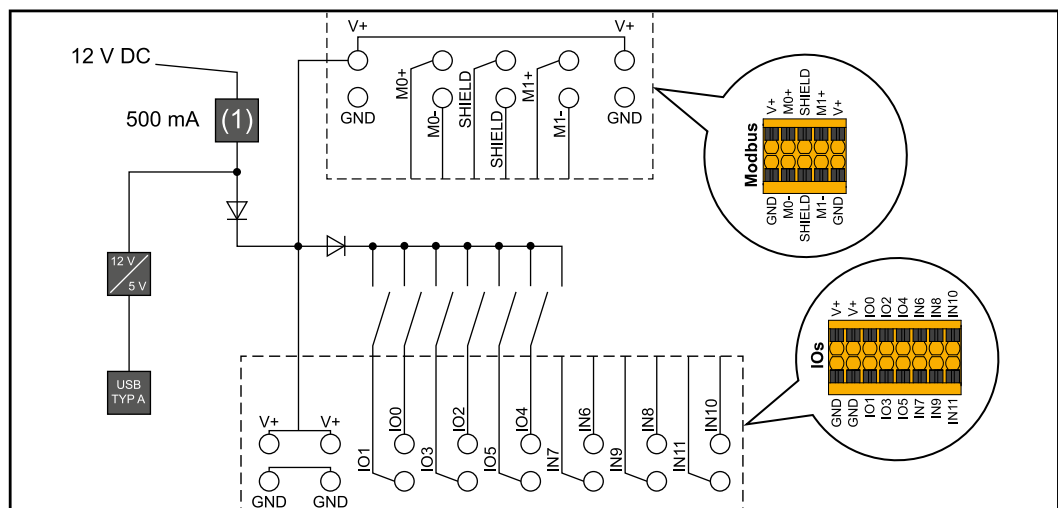 12 V DC
500 mA
(1)
12 V
5 V
USB
TYP A
V+
V+
GND
GND
M0+
M0-
SHIELD
SHIELD
M1+
M1-
Modbus
V+
M0+
SHIELD
M1+
V+
GND
M0-
SHIELD
M1-
GND
V+
V+
GND
GND
IO1
IO0
IO3
IO2
IO5
IO4
IN7
IN6
IN9
IN8
IN11
IN10
IOs
V+
V+
IO0
IO2
IO4
IN6
IN8
IN10
GND
GND
IO1
IO3
IO5
IN7
IN9
IN11